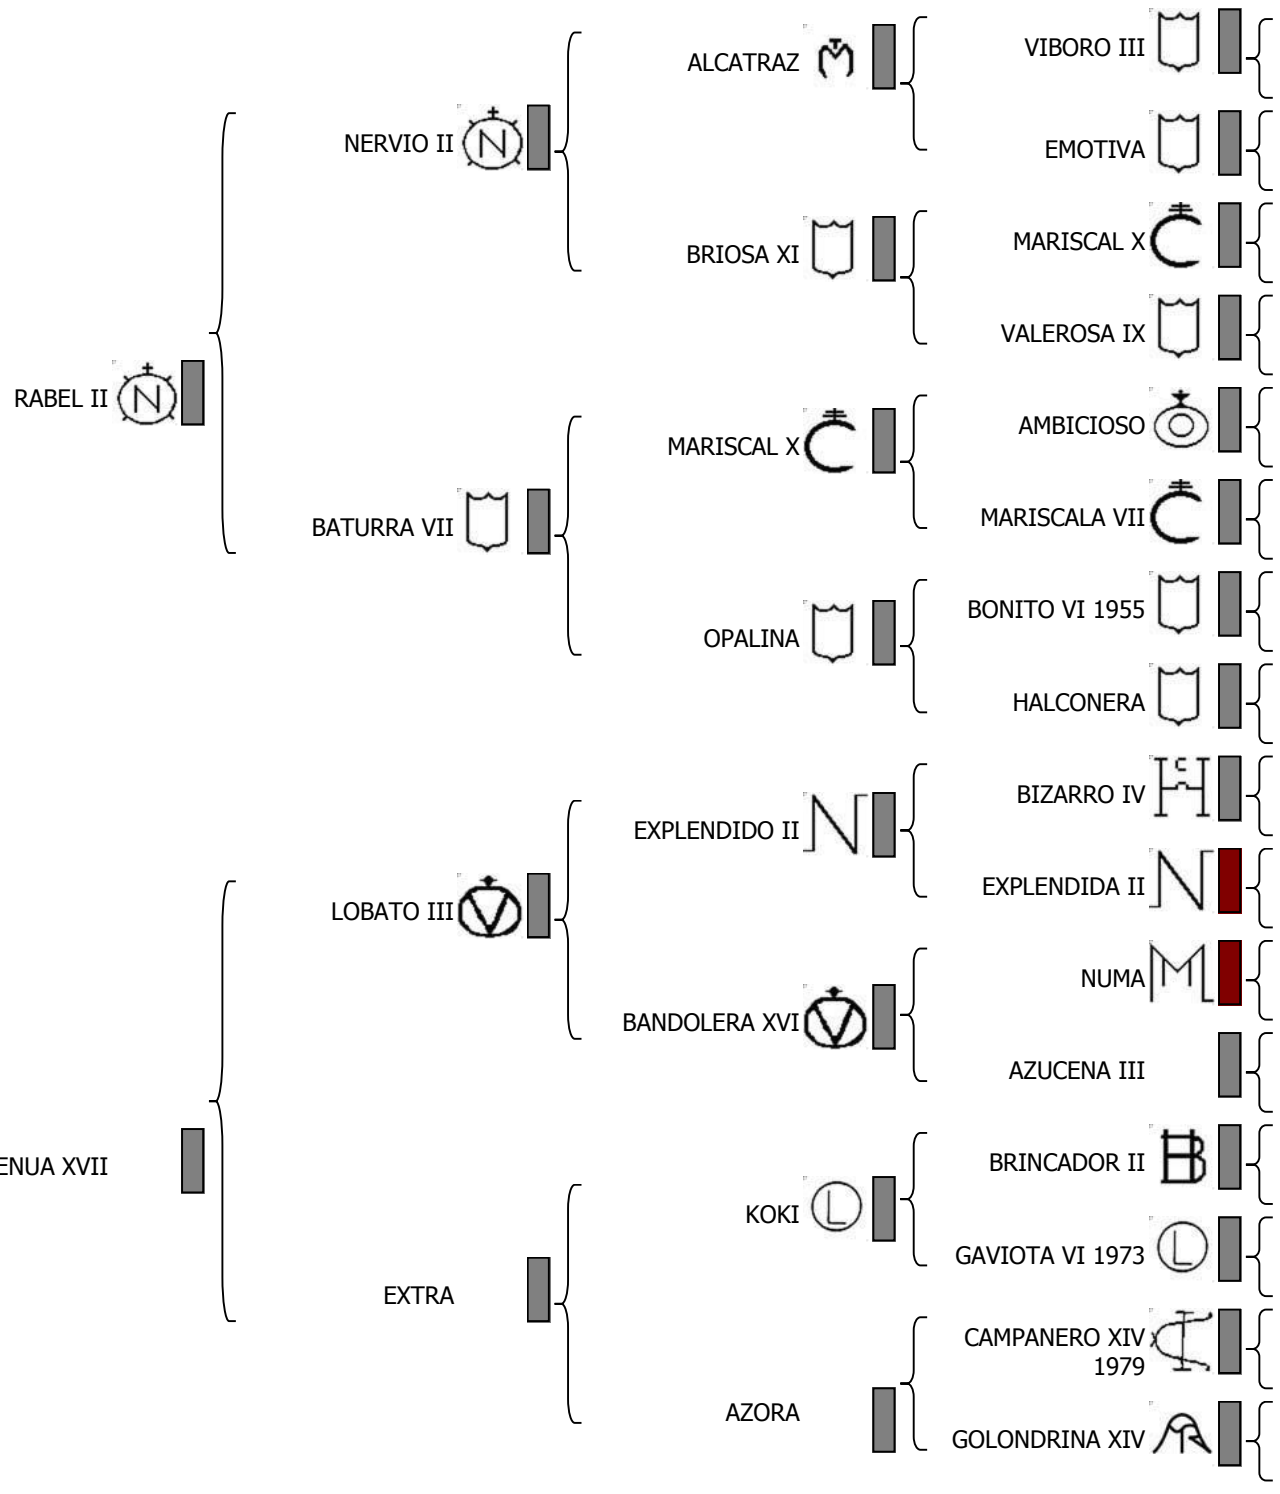 VIBORO III
ALCATRAZ
NERVIO II
EMOTIVA
MARISCAL X
BRIOSA XI
VALEROSA IX
RABEL II
AMBICIOSO
MARISCAL X
MARISCALA VII
BATURRA VII
BONITO VI 1955
OPALINA
HALCONERA
BIZARRO IV
EXPLENDIDO II
EXPLENDIDA II
LOBATO III
NUMA
BANDOLERA XVI
AZUCENA III
ENUA XVII
BRINCADOR II
KOKI
GAVIOTA VI 1973
EXTRA
CAMPANERO XIV
1979
AZORA
GOLONDRINA XIV